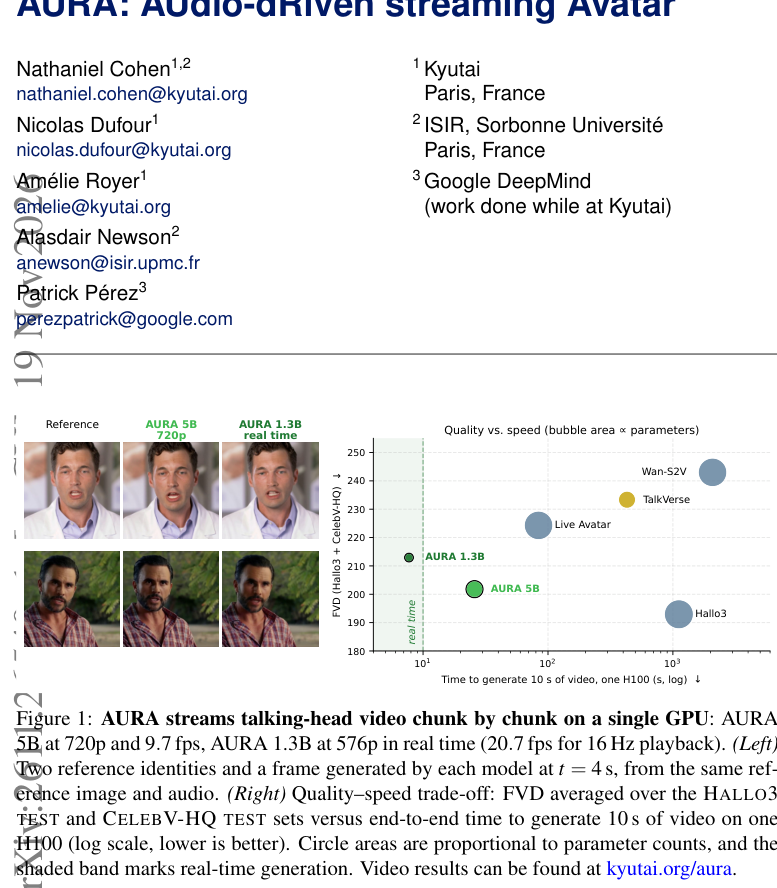 AURA: AUdio-dRiven streaming Avatar
Nathaniel Cohen1,2
nathaniel.cohen@kyutai.org
Nicolas Dufour1
nicolas.dufour@kyutai.org
Amélie Royer1
amelie@kyutai.org
Alasdair Newson2
anewson@isir.upmc.fr
Patrick Pérez3
perezpatrick@google.com
1 Kyutai
Paris, France
2 ISIR, Sorbonne Université
Paris, France
3 Google DeepMind
(work done while at Kyutai)
19 Nov 2026
Reference
AURA 5B
720p
AURA 1.3B
real time
Quality vs. speed (bubble area ∝ parameters)
FVD (Hallo3 + CelebV-HQ) ↓
250
240
230
220
210
200
190
180
Wan-S2V
TalkVerse
Live Avatar
AURA 1.3B
AURA 5B
Hallo3
real time
10¹
10²
10³
Time to generate 10 s of video, one H100 (s, log) ↓
Figure 1: AURA streams talking-head video chunk by chunk on a single GPU: AURA
5B at 720p and 9.7 fps, AURA 1.3B at 576p in real time (20.7 fps for 16 Hz playback). (Left)
Two reference identities and a frame generated by each model at t = 4 s, from the same ref-
erence image and audio. (Right) Quality–speed trade-off: FVD averaged over the HALLO3
TEST and CELEBV-HQ TEST sets versus end-to-end time to generate 10 s of video on one
H100 (log scale, lower is better). Circle areas are proportional to parameter counts, and the
shaded band marks real-time generation. Video results can be found at kyutai.org/aura.